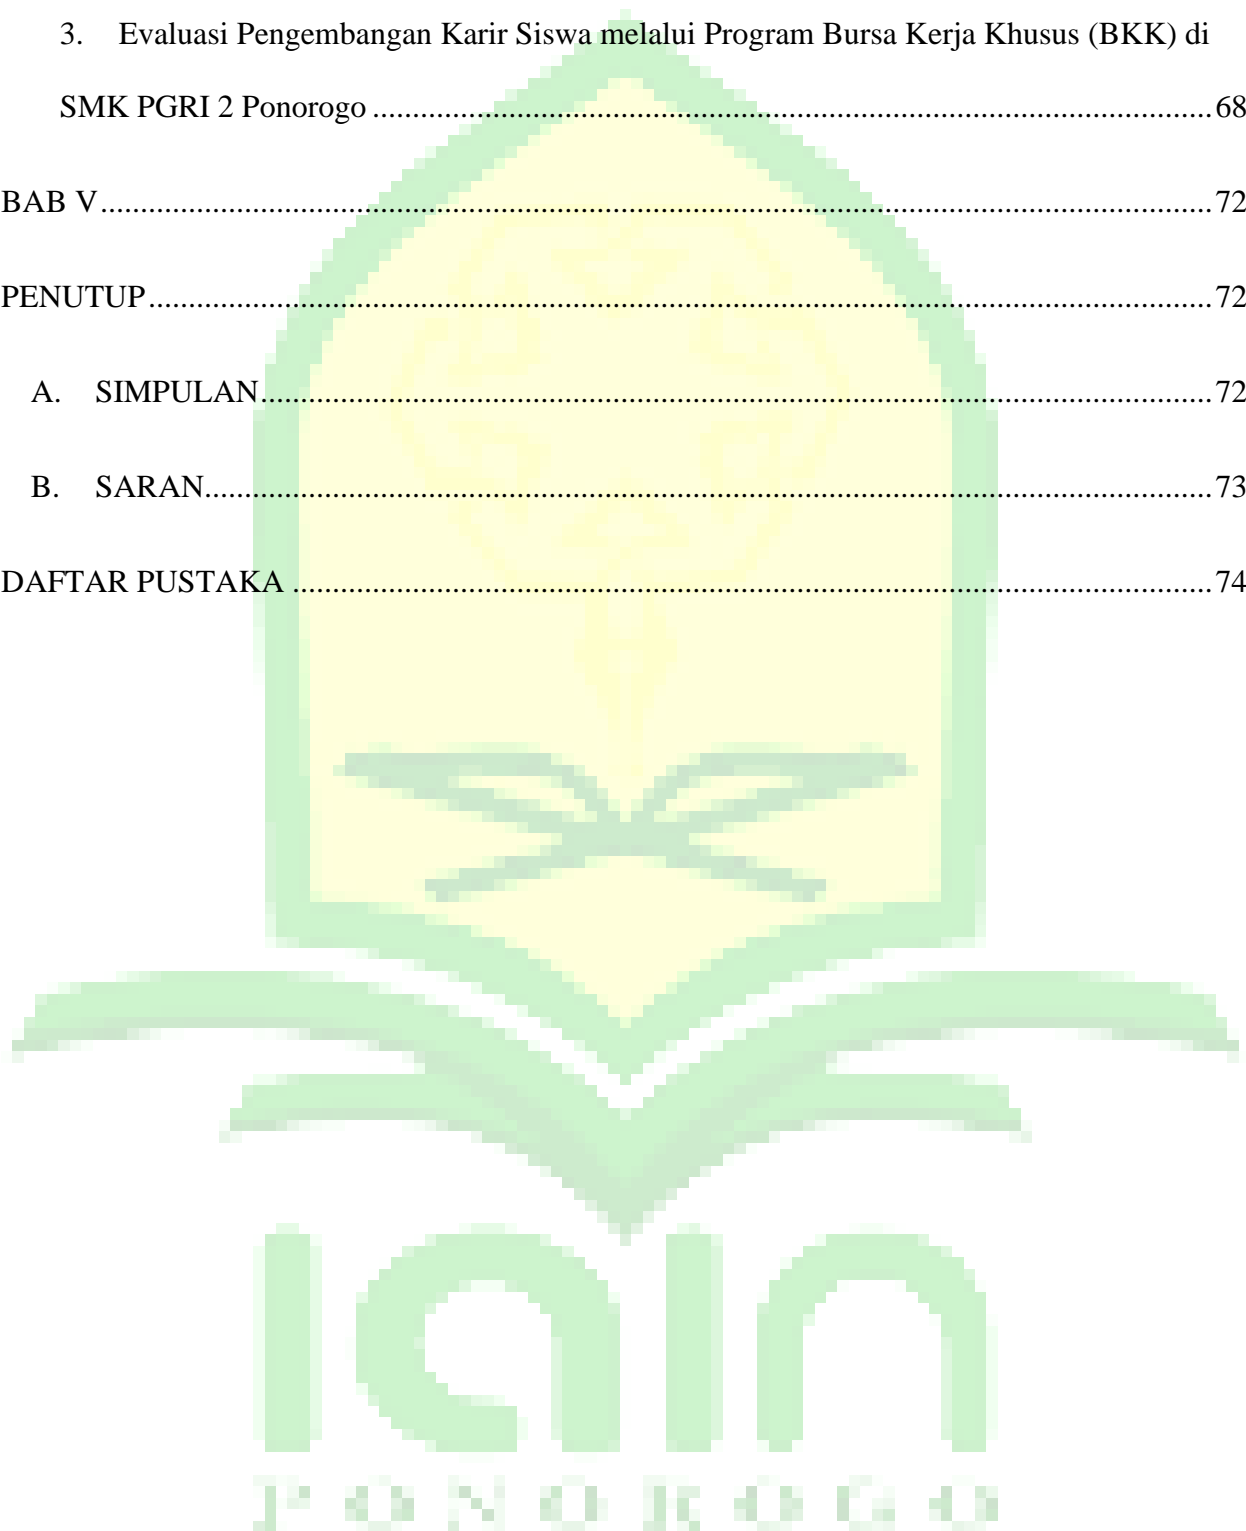 3. Evaluasi Pengembangan Karir Siswa melalui Program Bursa Kerja Khusus (BKK) di
SMK PGRI 2 Ponorogo ........................................................................................................ 68
BAB V ........................................................................................................................................ 72
PENUTUP ................................................................................................................................... 72
A. SIMPULAN ...................................................................................................................... 72
B. SARAN ............................................................................................................................. 73
DAFTAR PUSTAKA .................................................................................................................. 74
iain
PONOROGO